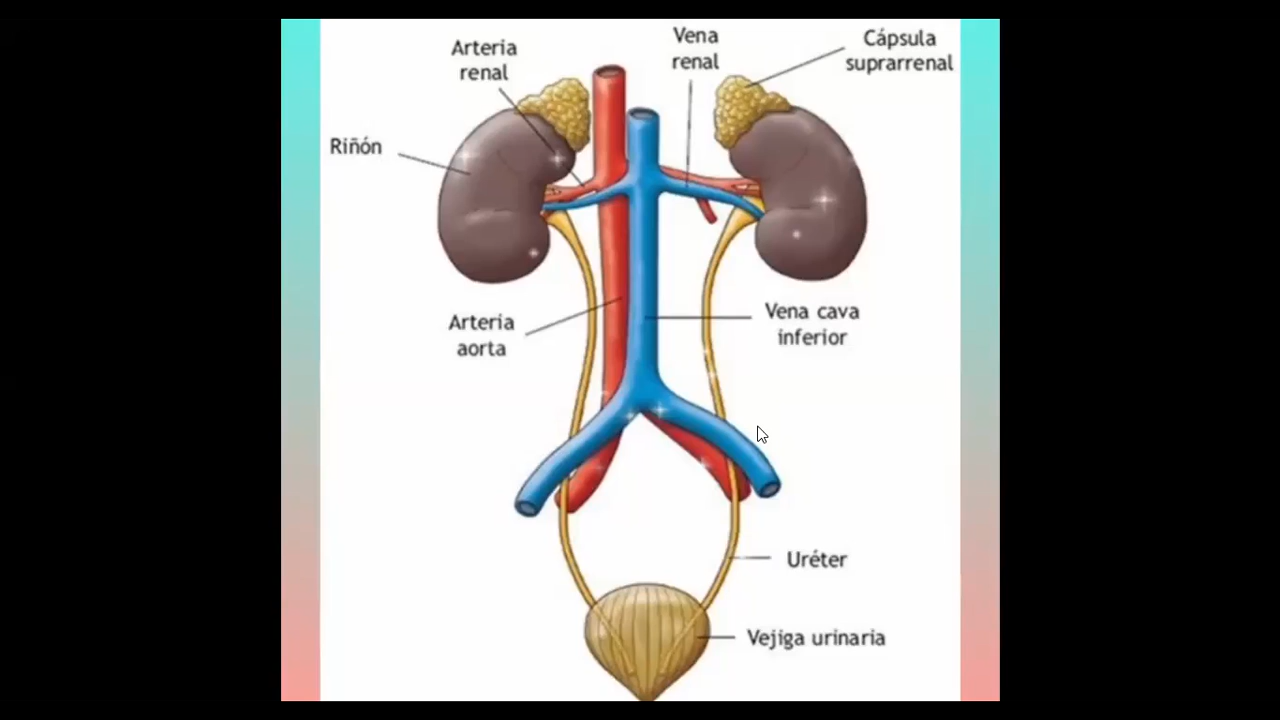 Arteria
renal
Vena
renal
Cápsula
suprarrenal
Riñón
Arteria
aorta
Vena cava
inferior
Uréter
Vejiga urinaria